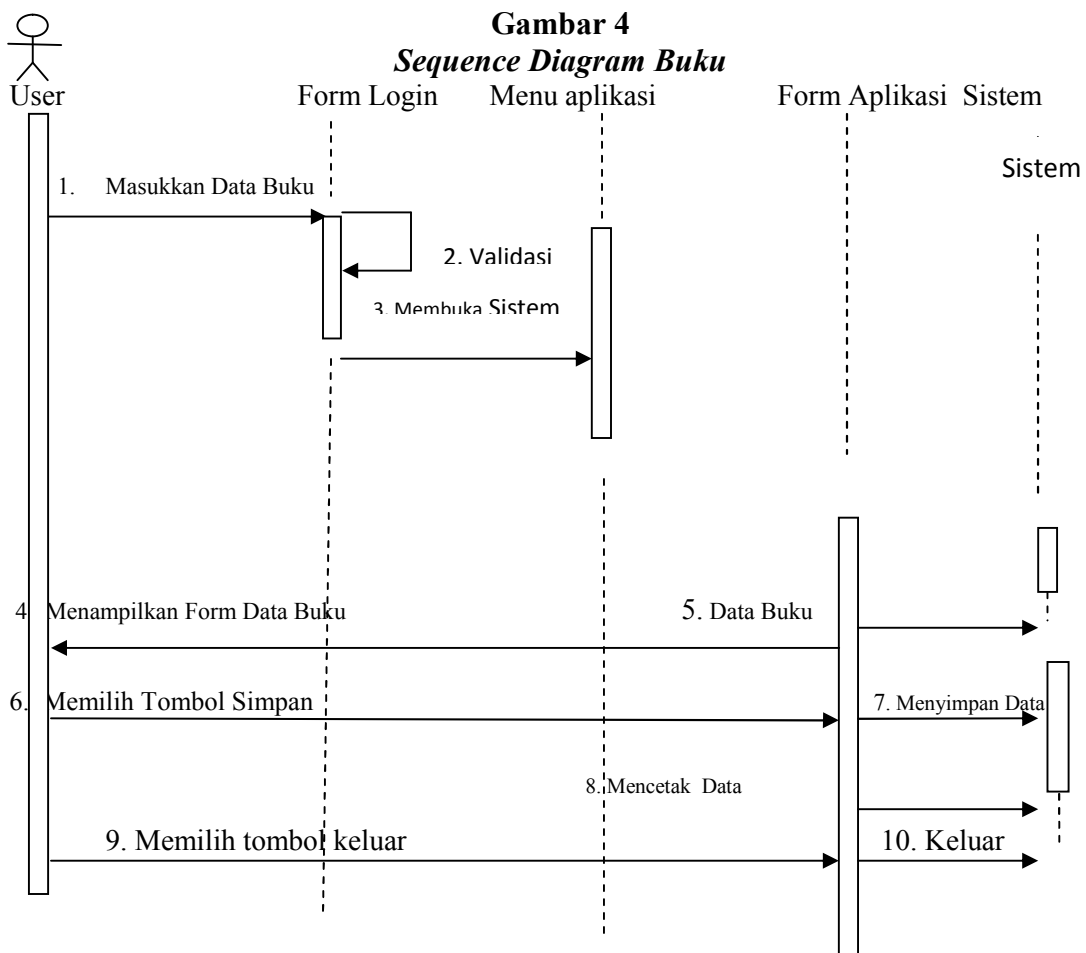 Gambar 4
Sequence Diagram Buku
User
Form Login
Menu aplikasi
Form Aplikasi
Sistem
Sistem
1. Masukkan Data Buku
2. Validasi
3. Membuka Sistem
4 Menampilkan Form Data Buku
5. Data Buku
6. Memilih Tombol Simpan
7. Menyimpan Data
8. Mencetak Data
9. Memilih tombol keluar
10. Keluar